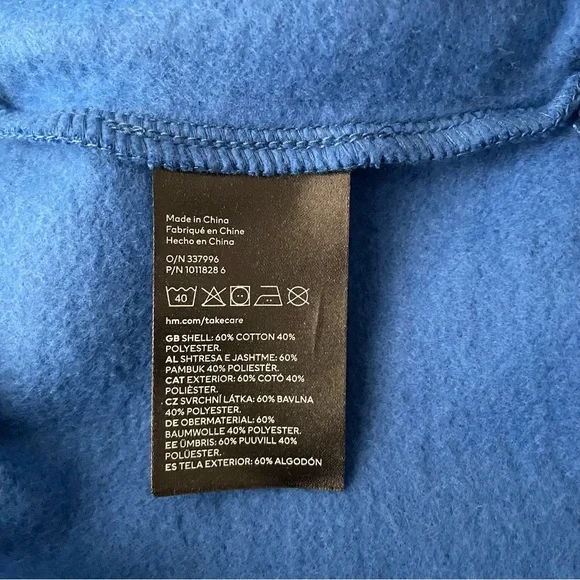 Made in China
Fabriqué en Chine
Hecho en China
O/N 337996
P/N 1011828 6
40
hm.com/takecare
GB SHELL: 60% COTTON 40%
POLYESTER.
AL SHTRESA E JASHTME: 60%
PAMBUK 40% POLIESTËR.
CAT EXTERIOR: 60% COTÓ 40%
POLIÈSTER.
CZ SVRCHNÍ LÁTKA: 60% BAVLNA
40% POLYESTER.
DE OBERMATERIAL: 60%
BAUMWOLLE 40% POLYESTER.
EE ÜMBRIS: 60% PUUVILL 40%
POLÜESTER.
ES TELA EXTERIOR: 60% ALGODÓN